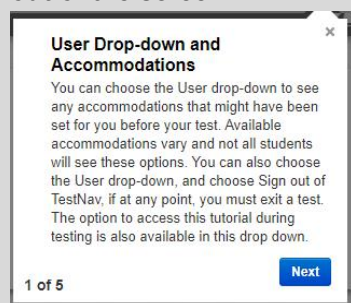 User Drop-down and
Accommodations
You can choose the User drop-down to see
any accommodations that might have been
set for you before your test. Available
accommodations vary and not all students
will see these options. You can also choose
the User drop-down, and choose Sign out of
TestNav, if at any point, you must exit a test.
The option to access this tutorial during
testing is also available in this drop down.
Next
1 of 5